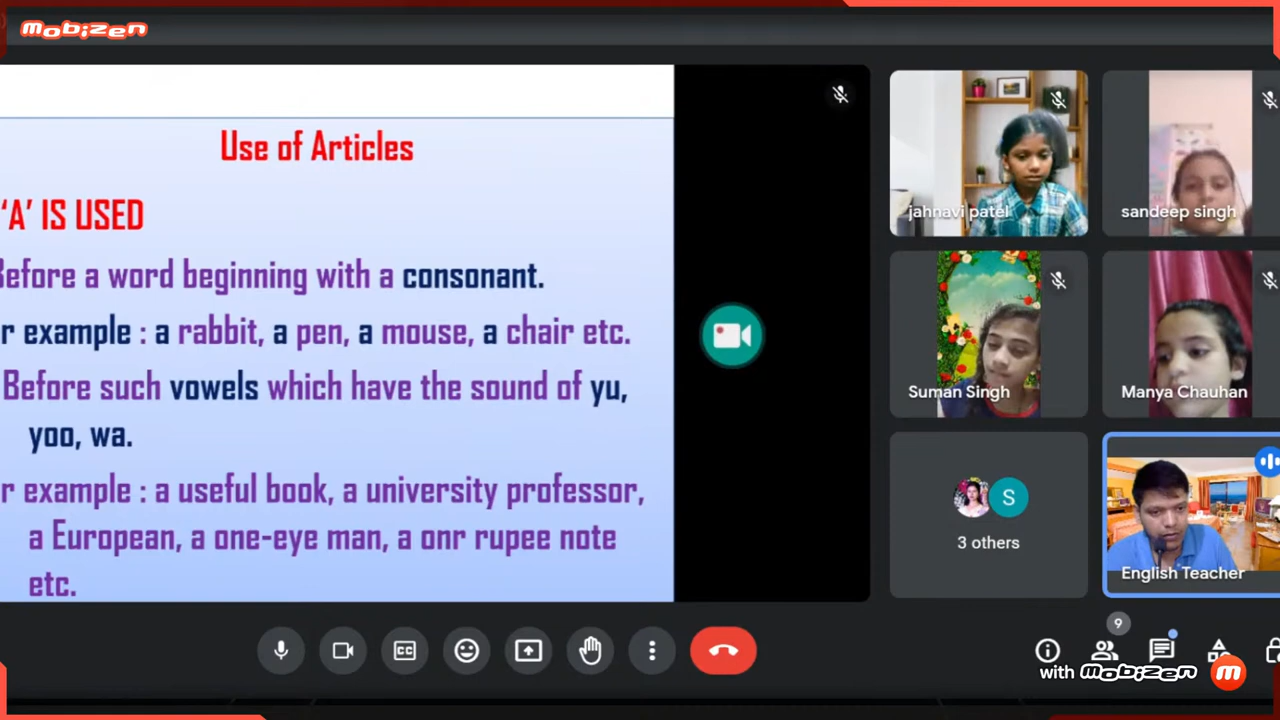 mobizen
Use of Articles
'A' IS USED
Before a word beginning with a consonant.
r example : a rabbit, a pen, a mouse, a chair etc.
Before such vowels which have the sound of yu,
yoo, wa.
r example : a useful book, a university professor,
a European, a one-eye man, a onr rupee note
etc.
jahnavi patel
sandeep singh
Suman Singh
Manya Chauhan
S
3 others
English Teacher
CC
9
with mobizen m